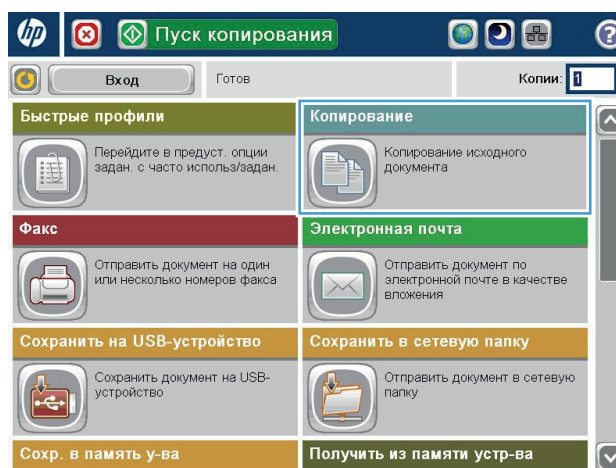 hp
Пуск копирования
?
Вход
Готов
Копии: 1
Быстрые профили
Перейдите в предуст. опции
задан. с часто использ/задан.
Копирование
Копирование исходного
документа
Факс
Отправить документ на один
или несколько номеров факса
Электронная почта
Отправить документ по
электронной почте в качестве
вложения
Сохранить на USB-устройство
Сохранить документ на USB-
устройство
Сохранить в сетевую папку
Отправить документ в сетевую
папку
Сохр. в память у-ва
Получить из памяти устр-ва